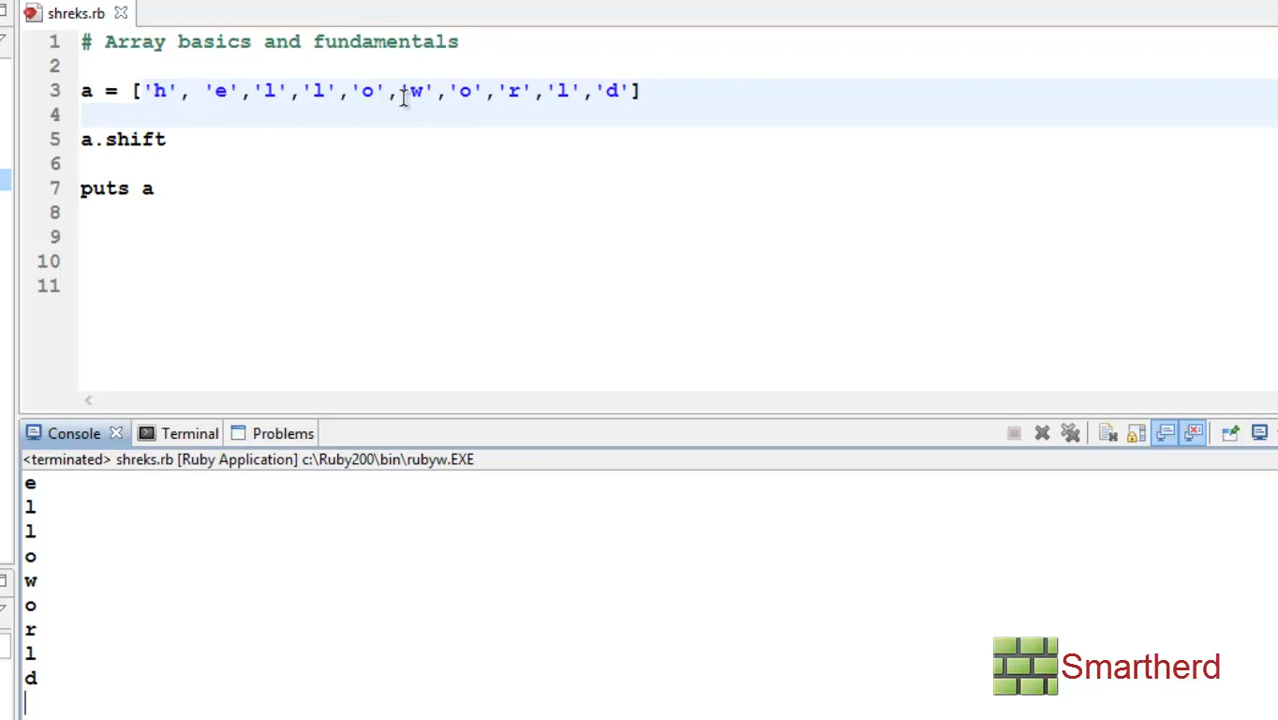 shreks.rb
1 # Array basics and fundamentals
2
3 a = ['h', 'e','l','l','o','w','o','r','l','d']
4
5 a.shift
6
7 puts a
8
9
10
11
Console Terminal Problems
<terminated> shreks.rb [Ruby Application] c:\Ruby200\bin\rubyw.EXE
e
l
l
o
w
o
r
l
d
Smartherd